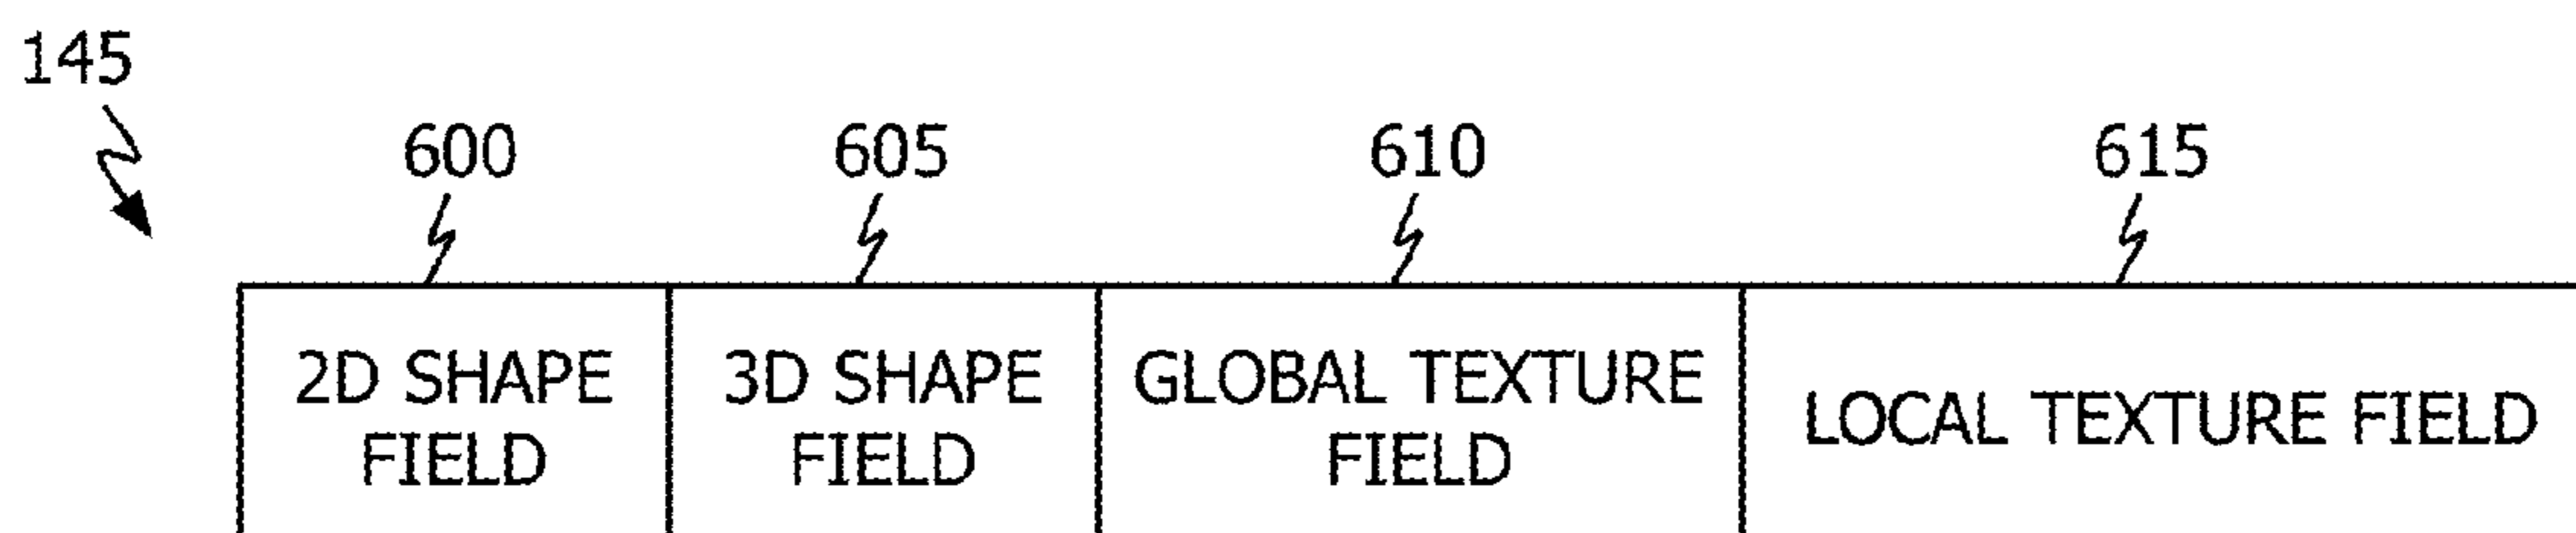 145
600
605
610
615
2D SHAPE
FIELD
3D SHAPE
FIELD
GLOBAL TEXTURE
FIELD
LOCAL TEXTURE FIELD